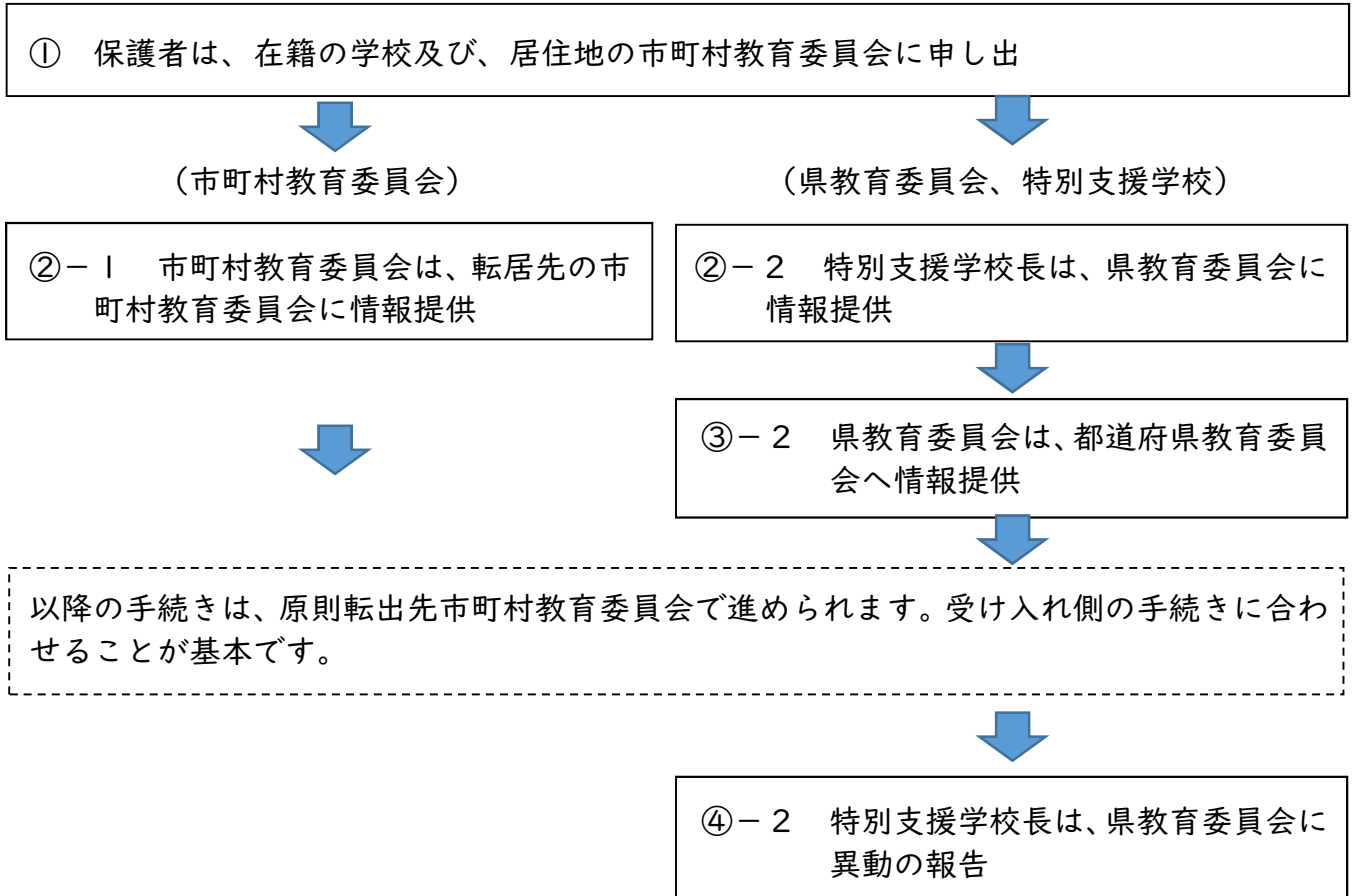 ① 保護者は、在籍の学校及び、居住地の市町村教育委員会に申し出
（市町村教育委員会）
（県教育委員会、特別支援学校）
②－１ 市町村教育委員会は、転居先の市
町村教育委員会に情報提供
②－２ 特別支援学校長は、県教育委員会に
情報提供
③－２ 県教育委員会は、都道府県教育委員
会へ情報提供
以降の手続きは、原則転出先市町村教育委員会で進められます。受け入れ側の手続きに合わ
せることが基本です。
④－２ 特別支援学校長は、県教育委員会に
異動の報告